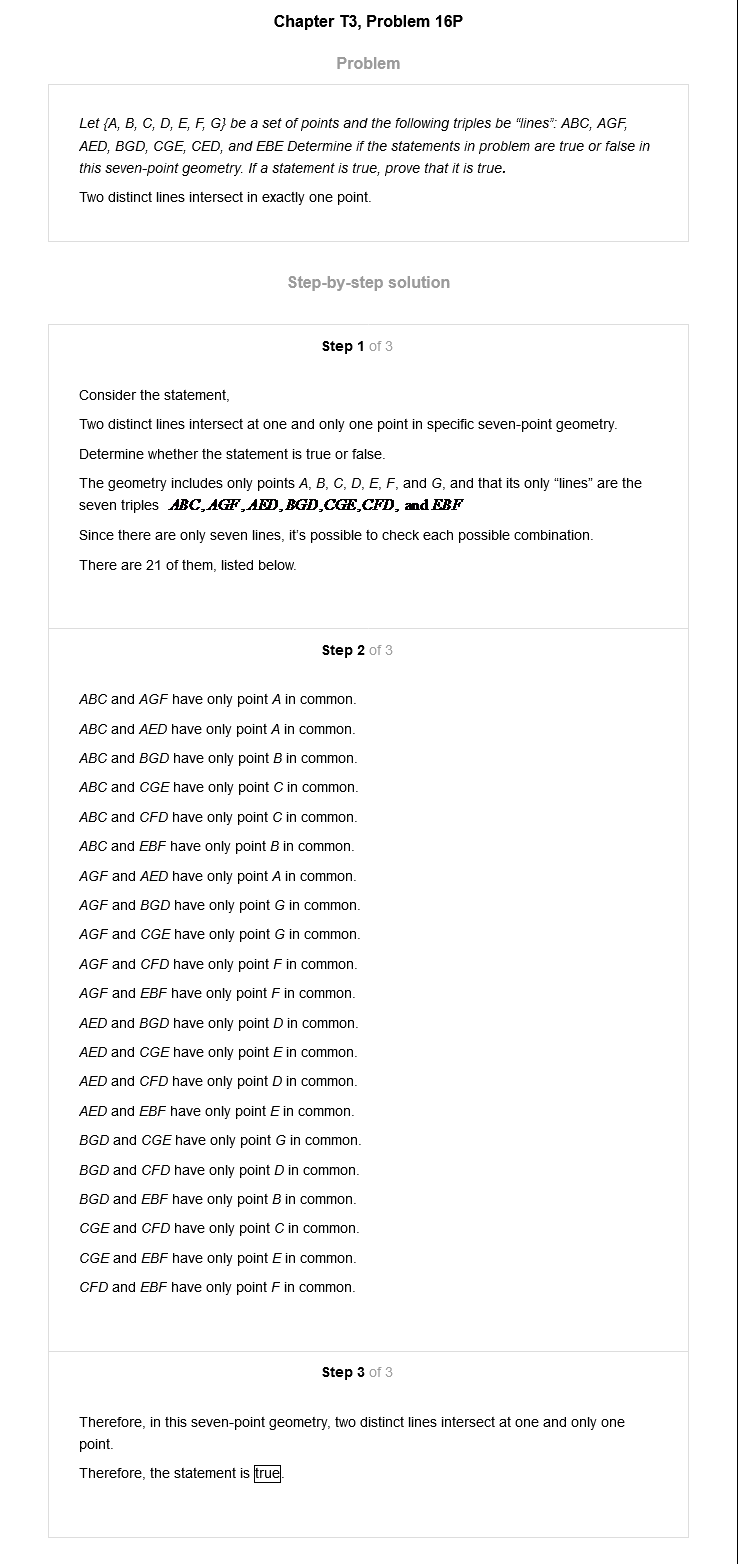 Chapter T3, Problem 16P
Problem
Let {A, B, C, D, E, F, G} be a set of points and the following triples be “lines”: ABC, AGF,
AED, BGD, CGE, CED, and EBE Determine if the statements in problem are true or false in
this seven-point geometry. If a statement is true, prove that it is true.
Two distinct lines intersect in exactly one point.
Step-by-step solution
Step 1 of 3
Consider the statement,
Two distinct lines intersect at one and only one point in specific seven-point geometry.
Determine whether the statement is true or false.
The geometry includes only points A, B, C, D, E, F, and G, and that its only “lines” are the
seven triples ABC, AGF, AED, BGD, CGE, CFD, and EBF
Since there are only seven lines, it’s possible to check each possible combination.
There are 21 of them, listed below.
Step 2 of 3
ABC and AGF have only point A in common.
ABC and AED have only point A in common.
ABC and BGD have only point B in common.
ABC and CGE have only point C in common.
ABC and CFD have only point C in common.
ABC and EBF have only point B in common.
AGF and AED have only point A in common.
AGF and BGD have only point G in common.
AGF and CGE have only point G in common.
AGF and CFD have only point F in common.
AGF and EBF have only point F in common.
AED and BGD have only point D in common.
AED and CGE have only point E in common.
AED and CFD have only point D in common.
AED and EBF have only point E in common.
BGD and CGE have only point G in common.
BGD and CFD have only point D in common.
BGD and EBF have only point B in common.
CGE and CFD have only point C in common.
CGE and EBF have only point E in common.
CFD and EBF have only point F in common.
Step 3 of 3
Therefore, in this seven-point geometry, two distinct lines intersect at one and only one
point.
Therefore, the statement is true.